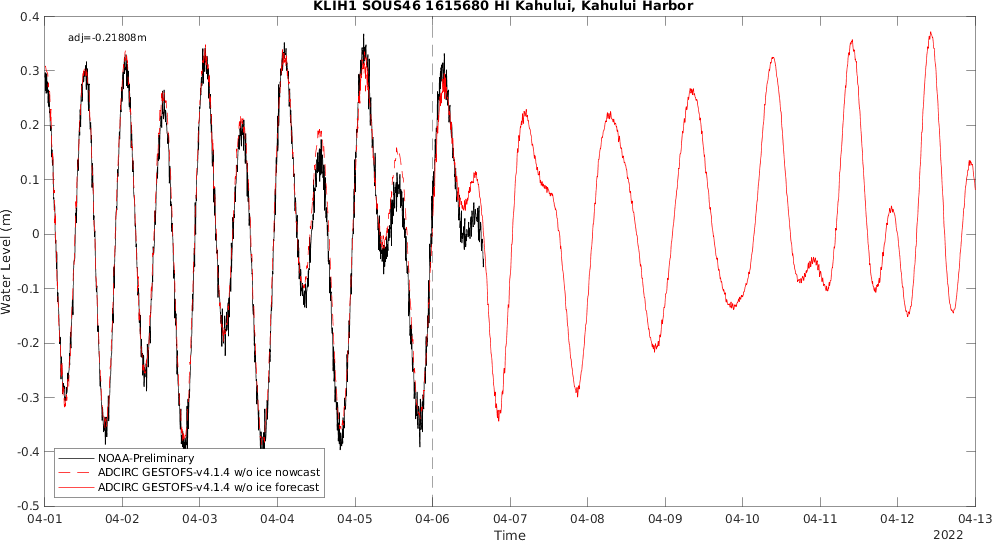 KLIH1 SOUS46 1615680 HI Kahului, Kahului Harbor
adj=-0.21808m
0.4
0.3
0.2
0.1
0
-0.1
-0.2
-0.3
-0.4
-0.5
Water Level (m)
NOAA-Preliminary
ADCIRC GESTOFS-v4.1.4 w/o ice nowcast
ADCIRC GESTOFS-v4.1.4 w/o ice forecast
04-01 04-02 04-03 04-04 04-05 04-06 04-07 04-08 04-09 04-10 04-11 04-12 04-13
Time
2022